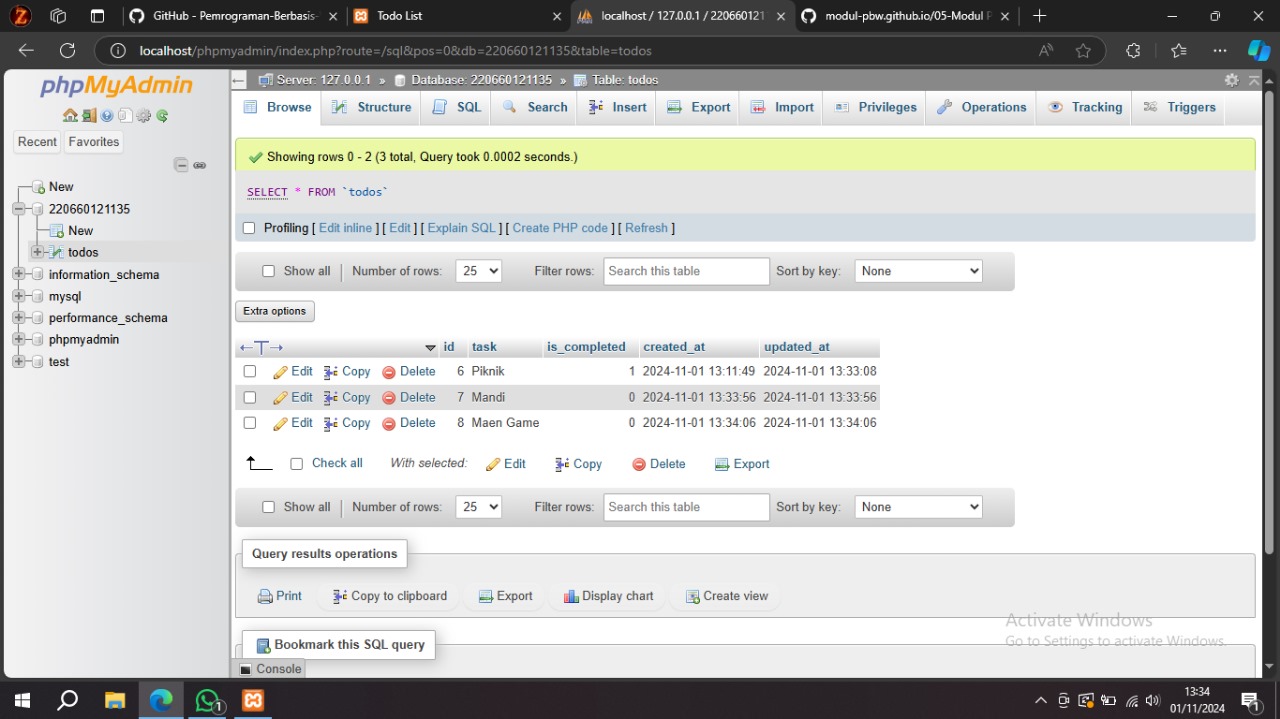 GitHub - Pemrograman-Berbasis- Todo List localhost / 127.0.0.1 / 220660121 modul-pbw.github.io/05-Modul P
localhost/phpmyadmin/index.php?route=/sql&pos=0&db=220660121135&table=todos
phpMyAdmin
Recent Favorites
New
220660121135
New
todos
information_schema
mysql
performance_schema
phpmyadmin
test
Server: 127.0.0.1 » Database: 220660121135 » Table: todos
Browse Structure SQL Search Insert Export Import Privileges Operations Tracking Triggers
Showing rows 0 - 2 (3 total, Query took 0.0002 seconds.)
SELECT * FROM `todos`
Profiling [ Edit inline ] [ Edit ] [ Explain SQL ] [ Create PHP code ] [ Refresh ]
Show all Number of rows: 25 Filter rows: Search this table Sort by key: None
Extra options
id task is_completed created_at updated_at
Edit Copy Delete 6 Piknik 1 2024-11-01 13:11:49 2024-11-01 13:33:08
Edit Copy Delete 7 Mandi 0 2024-11-01 13:33:56 2024-11-01 13:33:56
Edit Copy Delete 8 Maen Game 0 2024-11-01 13:34:06 2024-11-01 13:34:06
Check all With selected: Edit Copy Delete Export
Show all Number of rows: 25 Filter rows: Search this table Sort by key: None
Query results operations
Print Copy to clipboard Export Display chart Create view
Bookmark this SQL query
Console
Activate Windows
Go to Settings to activate Windows.
1
13:34
01/11/2024
1